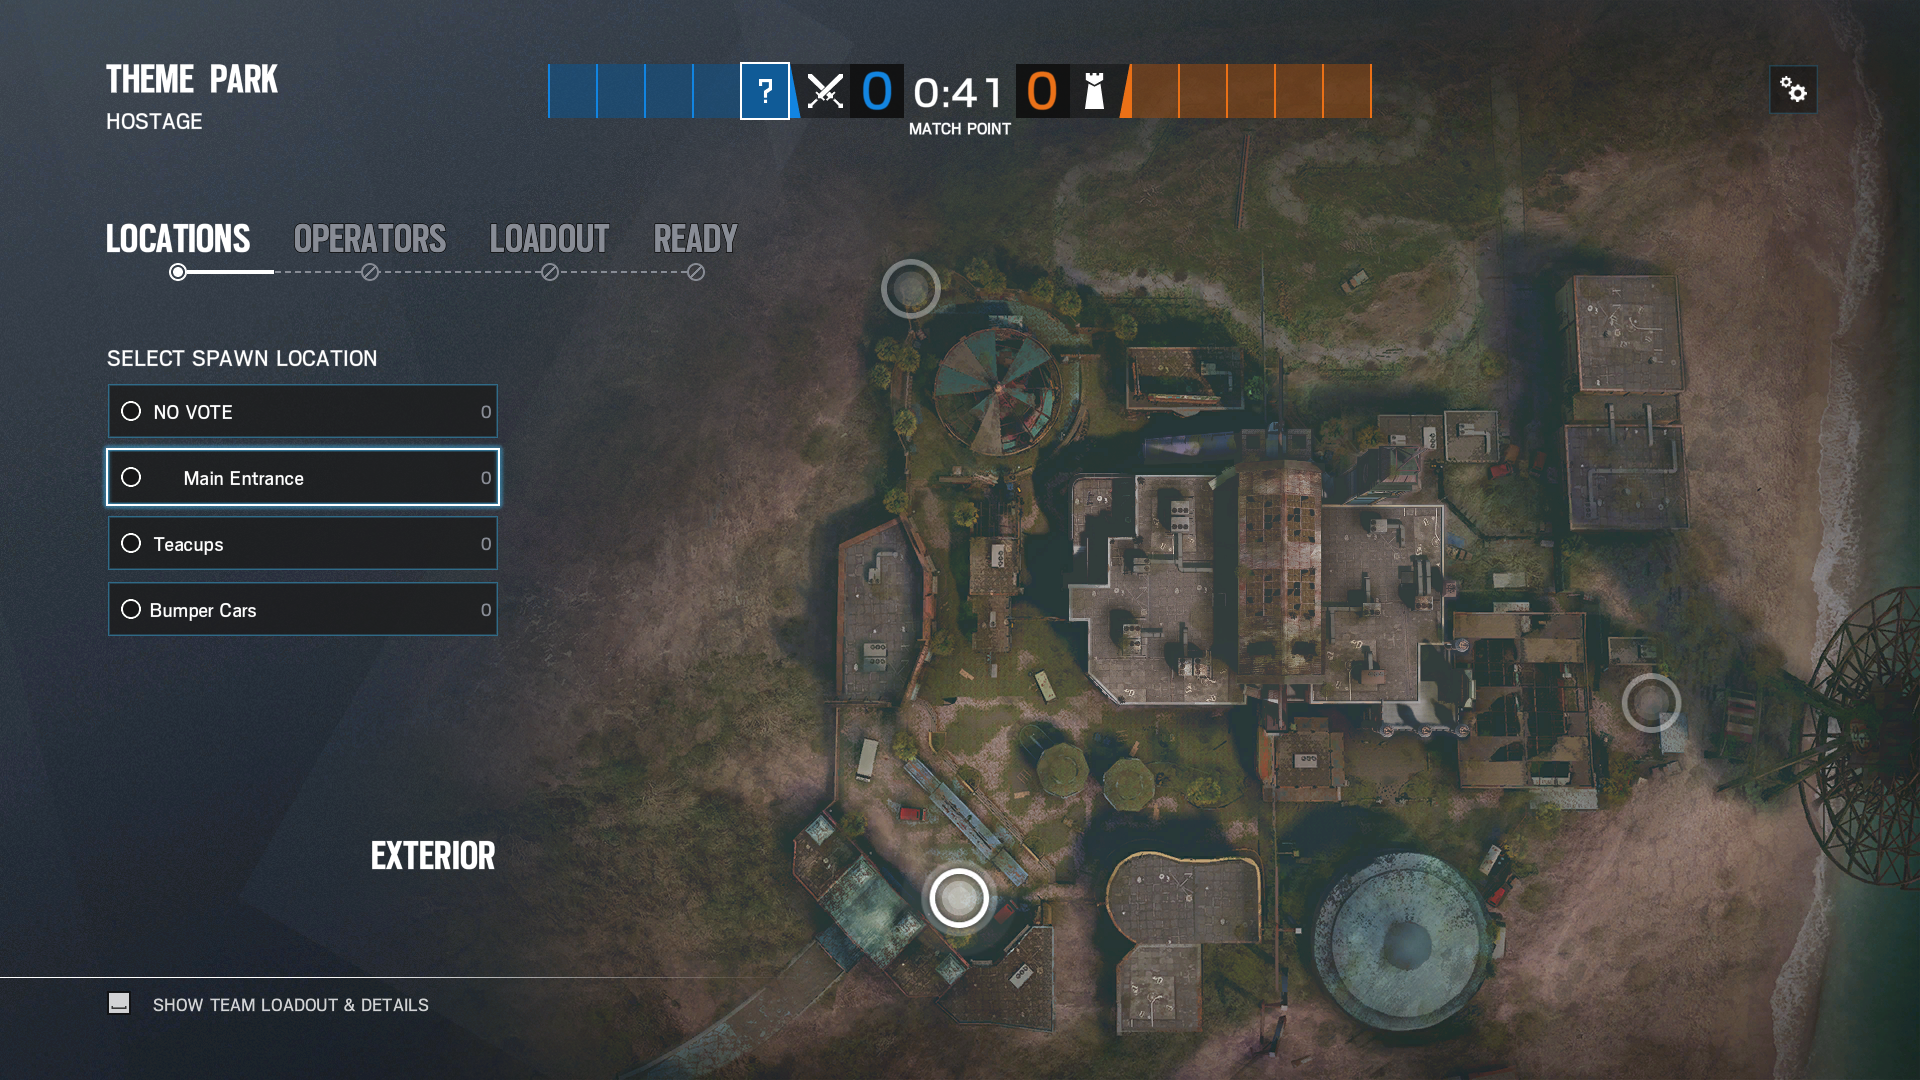 THEME PARK
HOSTAGE
?
0
0:41
0
MATCH POINT
LOCATIONS
OPERATORS
LOADOUT
READY
SELECT SPAWN LOCATION
NO VOTE 0
Main Entrance 0
Teacups 0
Bumper Cars 0
EXTERIOR
SHOW TEAM LOADOUT & DETAILS